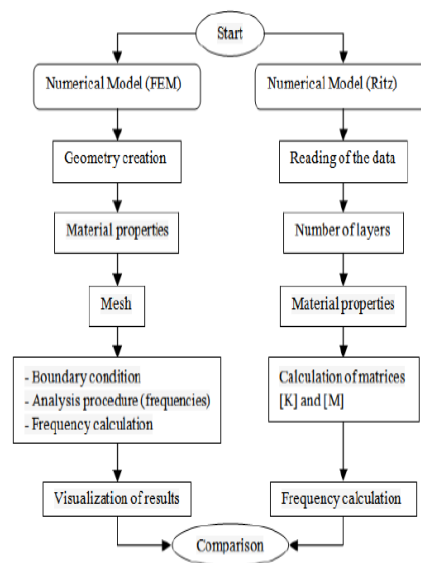 Start
Numerical Model (FEM)
Numerical Model (Ritz)
Geometry creation
Reading of the data
Material properties
Number of layers
Mesh
Material properties
- Boundary condition
- Analysis procedure (frequencies)
- Frequency calculation
Calculation of matrices
[K] and [M]
Visualization of results
Frequency calculation
Comparison